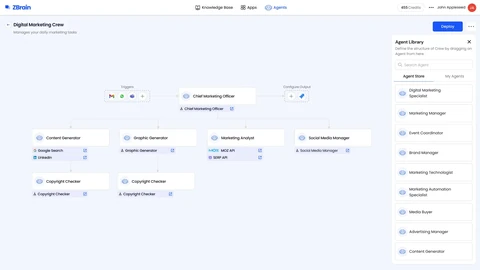 ZBrain
Knowledge Base
Apps
Agents
John Appleseed
Digital Marketing Crew
Manages your daily marketing tasks.
Deploy
Triggers
Chief Marketing Officer
Chief Marketing Officer
Configure Output
Content Generator
Google Search
LinkedIn
Graphic Generator
Graphic Generator
Marketing Analyst
MOZ API
SERP API
Social Media Manager
Social Media Manager
Copyright Checker
Copyright Checker
Copyright Checker
Copyright Checker
Agent Library
Define the structure of Crew by dragging an
Agent from here.
Search Agent
Agent Store
My Agents
Digital Marketing
Specialist
Marketing Manager
Event Coordinator
Brand Manager
Marketing Technologist
Marketing Automation
Specialist
Media Buyer
Advertising Manager
Content Generator